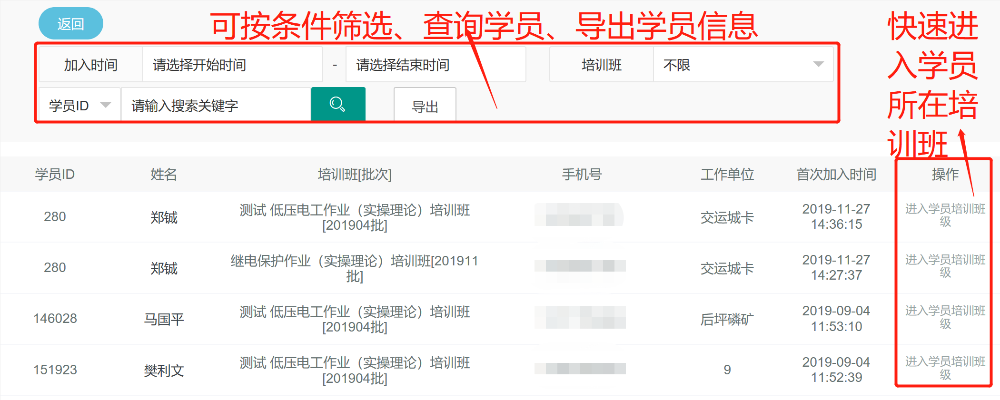 可按条件筛选、查询学员、导出学员信息
快速进
入学员
所在培
训班
返回
加入时间 请选择开始时间 - 请选择结束时间 培训班 不限
学员ID 请输入搜索关键字 导出
学员ID 姓名 培训班[批次] 手机号 工作单位 首次加入时间 操作
280 郑铖 测试 低压电工作业（实操理论）培训班
[201904批] 交运城卡 2019-11-27
14:36:15 进入学员培训班
级
280 郑铖 继电保护作业（实操理论）培训班[201911
批] 交运城卡 2019-11-27
14:27:37 进入学员培训班
级
146028 马国平 测试 低压电工作业（实操理论）培训班
[201904批] 后坪磷矿 2019-09-04
11:53:10 进入学员培训班
级
151923 樊利文 测试 低压电工作业（实操理论）培训班
[201904批] 9 2019-09-04
11:52:39 进入学员培训班
级